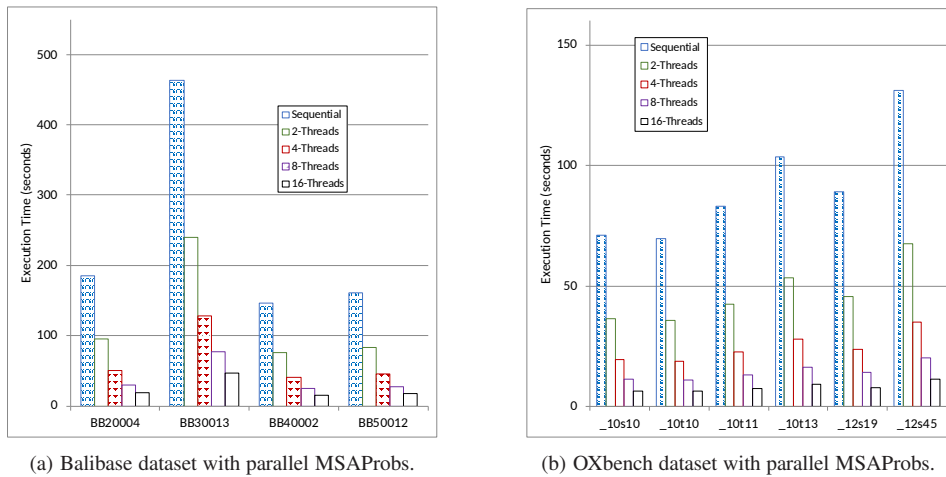 Execution Time (seconds)
500
400
300
200
100
0
Sequential
2-Threads
4-Threads
8-Threads
16-Threads
BB20004 BB30013 BB40002 BB50012
(a) Balibase dataset with parallel MSAProbs.
Execution Time (seconds)
150
100
50
0
Sequential
2-Threads
4-Threads
8-Threads
16-Threads
_10s10 _10t10 _10t11 _10t13 _12s19 _12s45
(b) OXbench dataset with parallel MSAProbs.